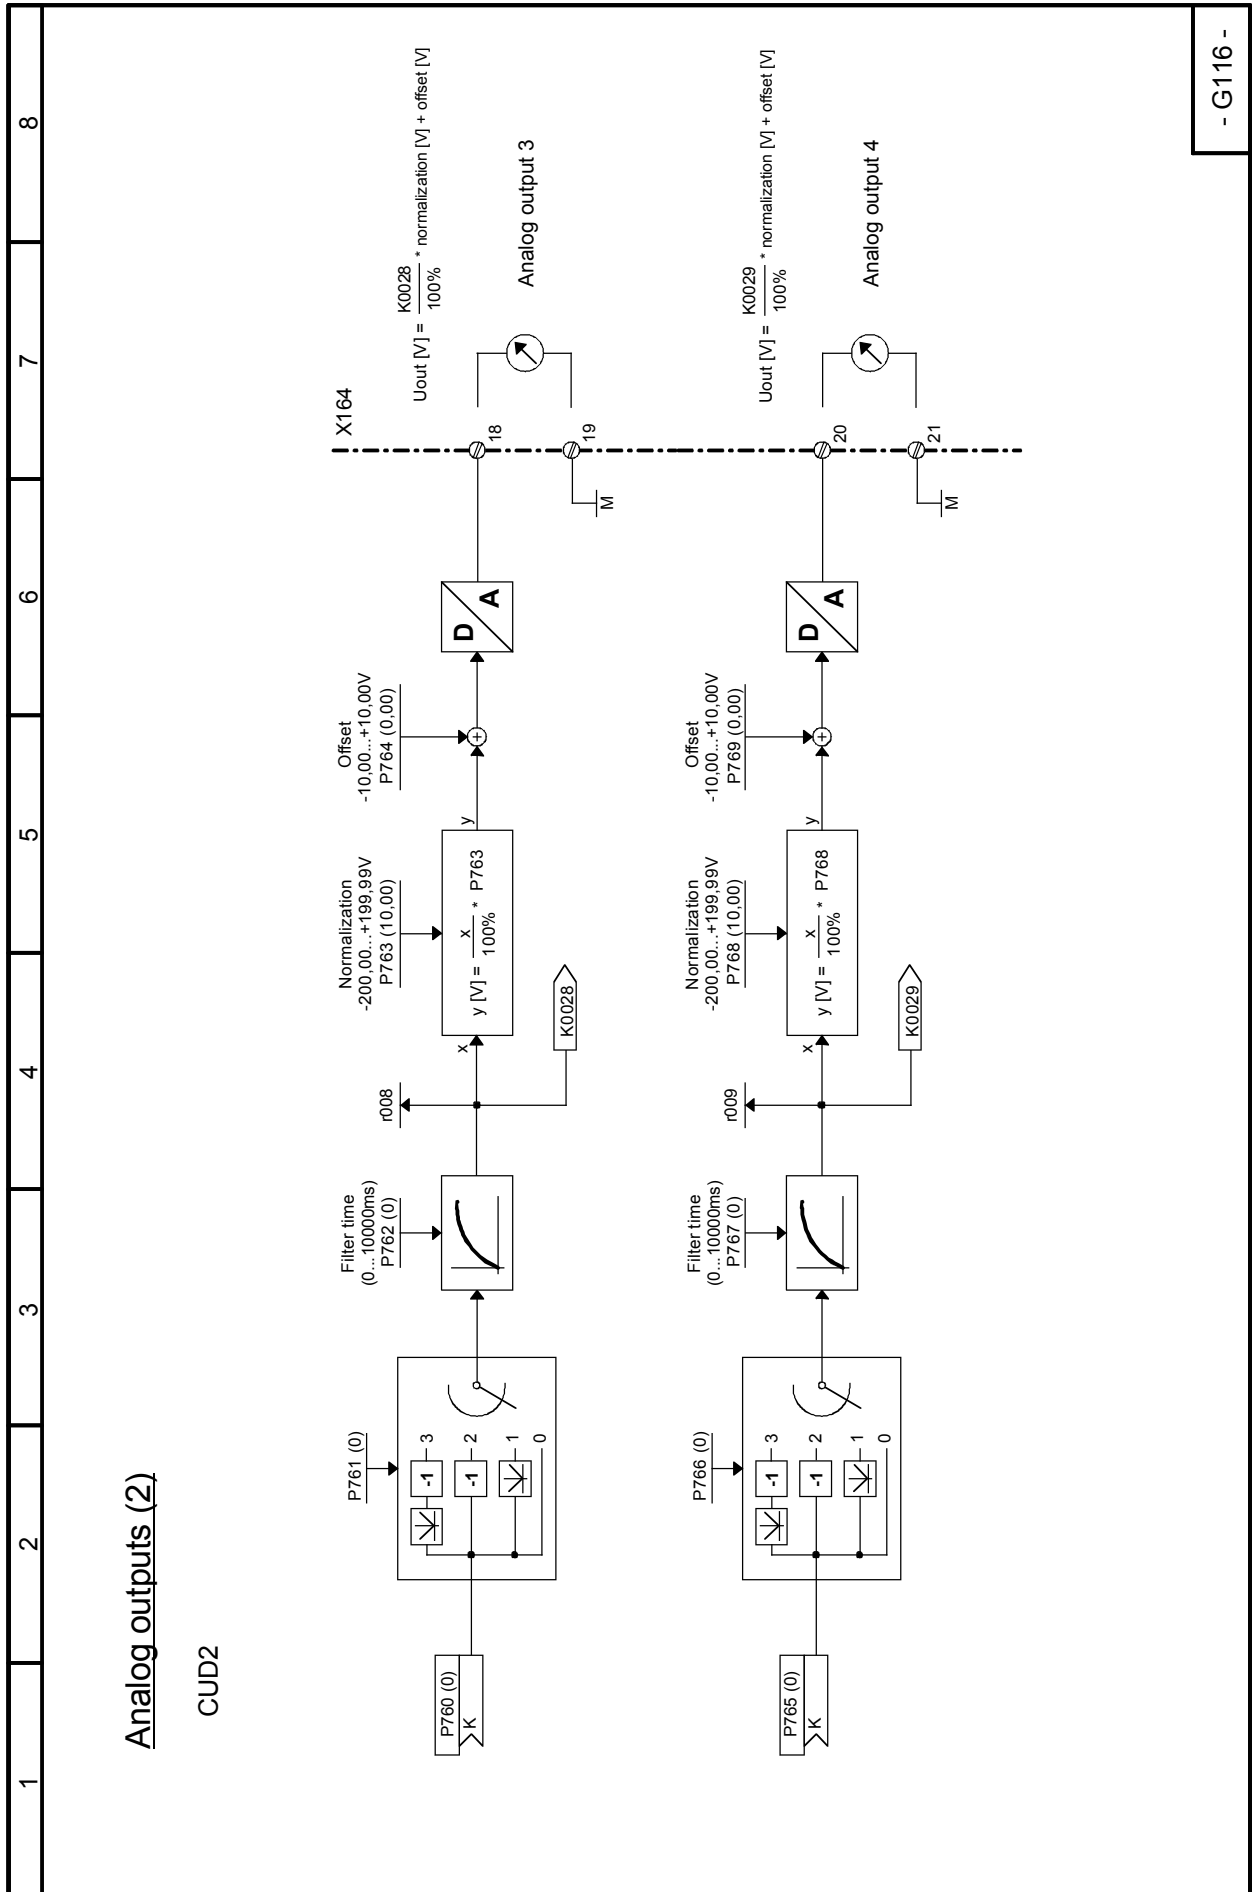 1 2 3 4 5 6 7 8
Analog outputs (2)
CUD2
P760 (0)
K
P761 (0)
-1 3
-1 2
1
0
Filter time
(0...10000ms)
P762 (0)
r008
K0028
Normalization
-200,00...+199,99V
P763 (10,00)
x
y [V] = x / 100% * P763
y
Offset
-10,00...+10,00V
P764 (0,00)
D
A
M
X164
18
19
Uout [V] = K0028 / 100% * normalization [V] + offset [V]
Analog output 3
P765 (0)
K
P766 (0)
-1 3
-1 2
1
0
Filter time
(0...10000ms)
P767 (0)
r009
K0029
Normalization
-200,00...+199,99V
P768 (10,00)
x
y [V] = x / 100% * P768
y
Offset
-10,00...+10,00V
P769 (0,00)
D
A
M
20
21
Uout [V] = K0029 / 100% * normalization [V] + offset [V]
Analog output 4
- G116 -